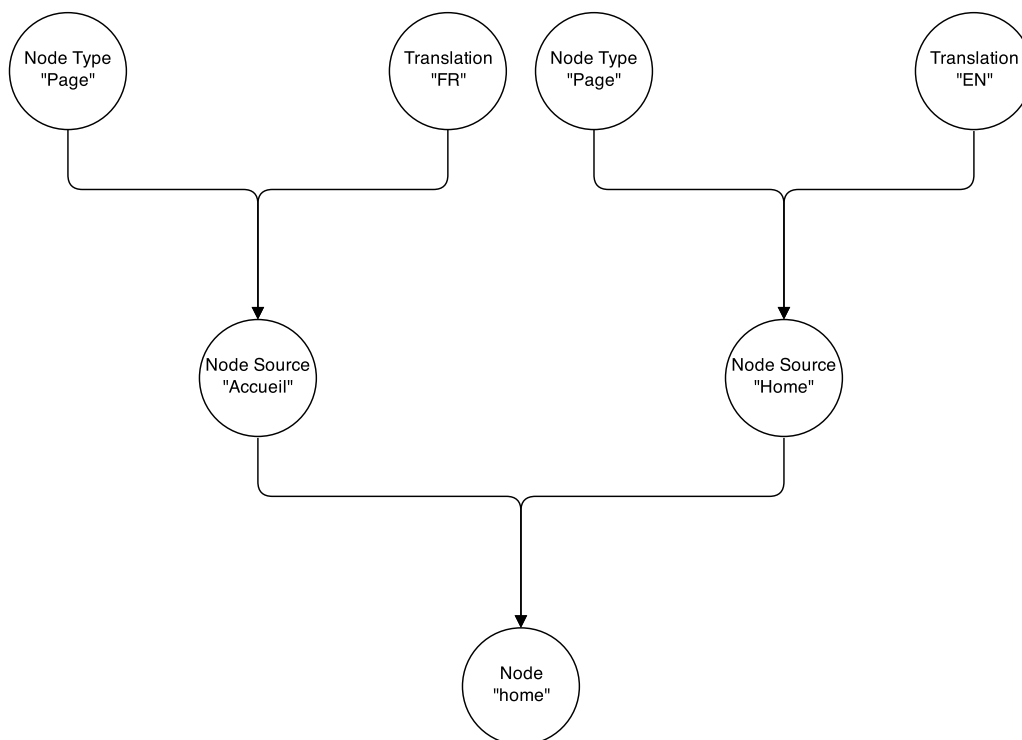 Node Type
"Page"
Translation
"FR"
Node Type
"Page"
Translation
"EN"
Node Source
"Accueil"
Node Source
"Home"
Node
"home"